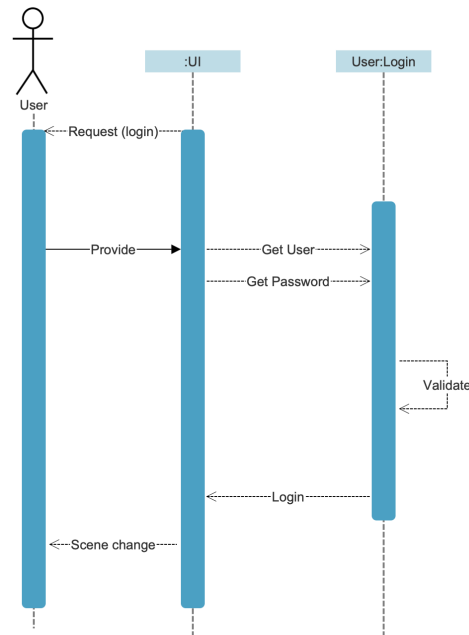 :UI
User:Login
User
Request (login)
Provide
Get User
Get Password
Validate
Login
Scene change